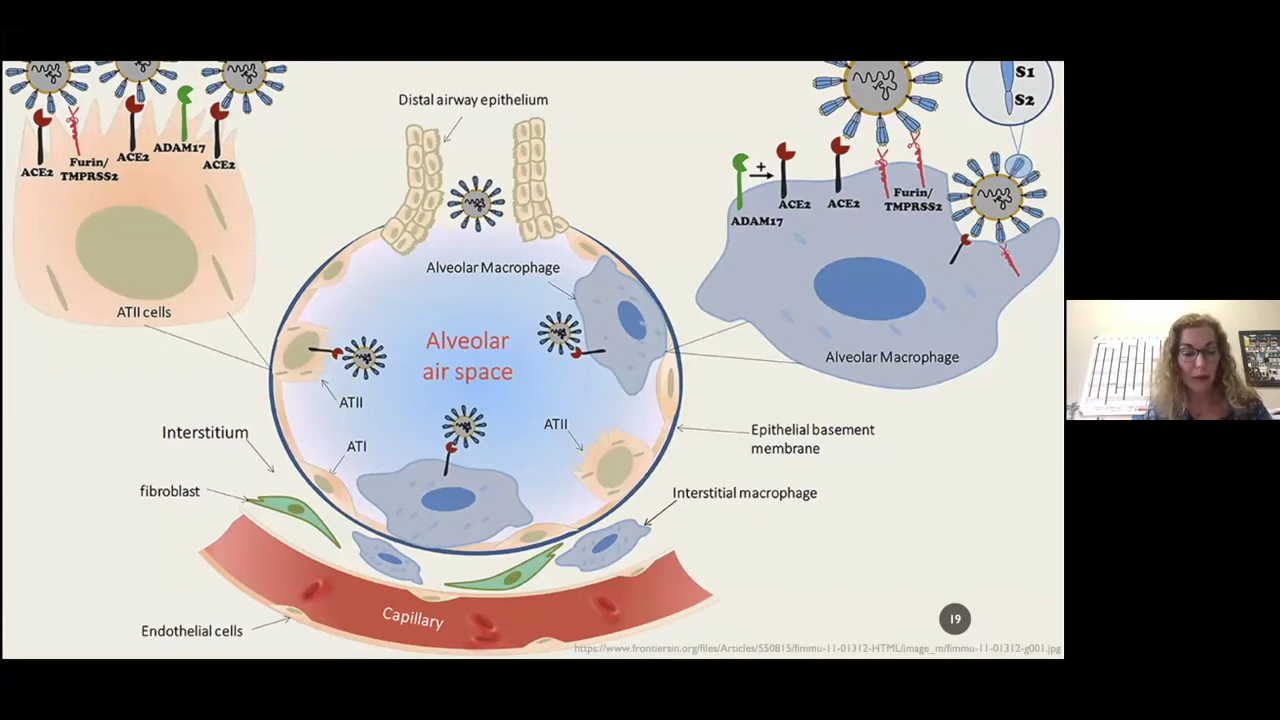 ACE2
Furin/
TMPRSS2
ACE2
ADAM17
ACE2
ATII cells
Distal airway epithelium
S1
S2
ADAM17
+
ACE2
ACE2
Furin/
TMPRSS2
Alveolar Macrophage
Alveolar Macrophage
Alveolar
air space
ATII
ATI
ATII
Interstitium
fibroblast
Epithelial basement
membrane
Interstitial macrophage
Capillary
Endothelial cells
19
https://www.frontiersin.org/files/Articles/550815/fimmu-11-01312-HTML/image_m/fimmu-11-01312-g001.jpg